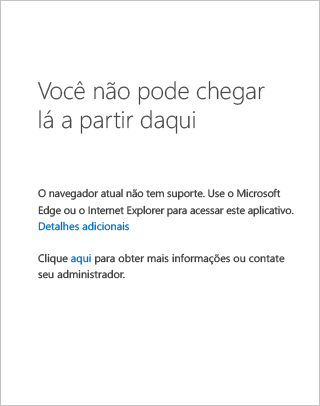 Você não pode chegar
lá a partir daqui
O navegador atual não tem suporte. Use o Microsoft
Edge ou o Internet Explorer para acessar este aplicativo.
Detalhes adicionais
Clique aqui para obter mais informações ou contate
seu administrador.